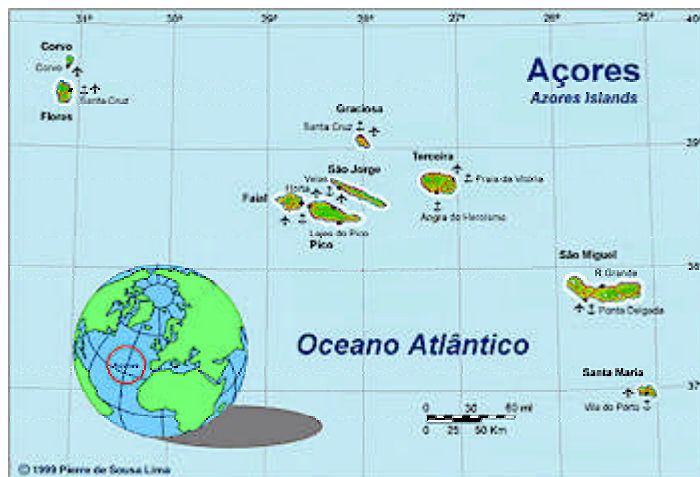 31° 30° 29° 28° 27° 26° 25° 40°
Corvo
Corvo
Santa Cruz
Flores
Açores
Azores Islands
Graciosa
Santa Cruz
39°
Terceira
Praia da Vitória
Angra do Heroísmo
São Jorge
Velas
Horta
Faial
Lajes do Pico
Pico
38°
São Miguel
R.Grande
Ponta Delgada
Oceano Atlântico
Açores
Santa Maria
37°
Vila do Porto
0 30 60 mi
0 25 50 Km
© 1999 Pierre de Sousa Lima